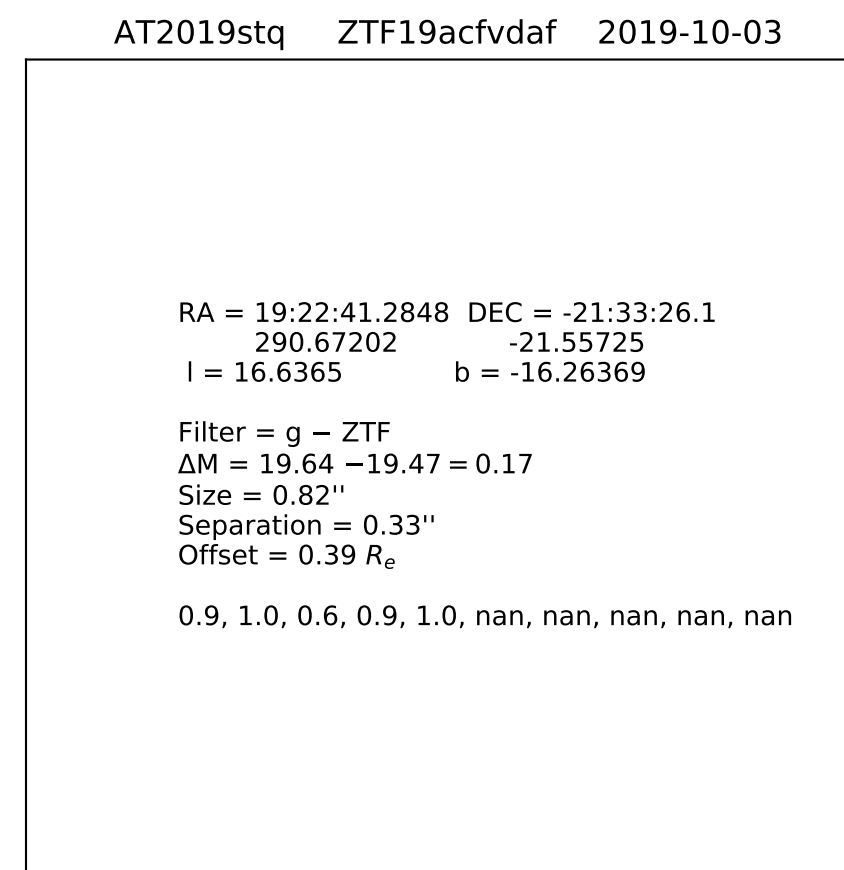 AT2019stq ZTF19acfvdaf 2019-10-03
RA = 19:22:41.2848 DEC = -21:33:26.1
290.67202 -21.55725
l = 16.6365 b = -16.26369
Filter = g − ZTF
ΔM = 19.64 −19.47 = 0.17
Size = 0.82''
Separation = 0.33''
Offset = 0.39 Re
0.9, 1.0, 0.6, 0.9, 1.0, nan, nan, nan, nan, nan